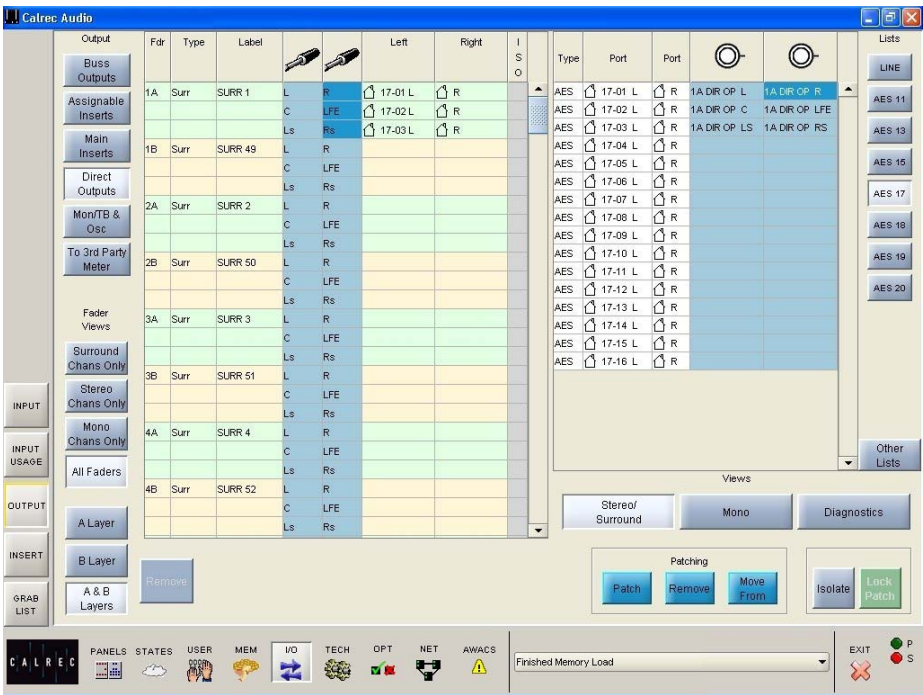 Calrec Audio
Output
Buss
Outputs
Assignable
Inserts
Main
Inserts
Direct
Outputs
Mon/TB &
Osc
To 3rd Party
Meter
Fader
Views
Surround
Chans Only
Stereo
Chans Only
Mono
Chans Only
All Faders
A Layer
B Layer
A & B
Layers
INPUT
INPUT
USAGE
OUTPUT
INSERT
GRAB
LIST
Fdr Type Label Left Right I S O
1A Surr SURR 1 L R 17-01 L R
C LFE 17-02 L R
Ls Rs 17-03 L R
1B Surr SURR 49 L R
C LFE
Ls Rs
2A Surr SURR 2 L R
C LFE
Ls Rs
2B Surr SURR 50 L R
C LFE
Ls Rs
3A Surr SURR 3 L R
C LFE
Ls Rs
3B Surr SURR 51 L R
C LFE
Ls Rs
4A Surr SURR 4 L R
C LFE
Ls Rs
4B Surr SURR 52 L R
C LFE
Ls Rs
Remove
Type Port Port
AES 17-01 L R 1A DIR OP L 1A DIR OP R
AES 17-02 L R 1A DIR OP C 1A DIR OP LFE
AES 17-03 L R 1A DIR OP LS 1A DIR OP RS
AES 17-04 L R
AES 17-05 L R
AES 17-06 L R
AES 17-07 L R
AES 17-08 L R
AES 17-09 L R
AES 17-10 L R
AES 17-11 L R
AES 17-12 L R
AES 17-13 L R
AES 17-14 L R
AES 17-15 L R
AES 17-16 L R
Lists
LINE
AES 11
AES 13
AES 15
AES 17
AES 18
AES 19
AES 20
Other
Lists
Views
Stereo/
Surround
Mono
Diagnostics
Patching
Patch
Remove
Move
From
Isolate
Lock
Patch
CALREC
PANELS STATES USER MEM I/O TECH OPT NET AWACS
Finished Memory Load
EXIT
P
S